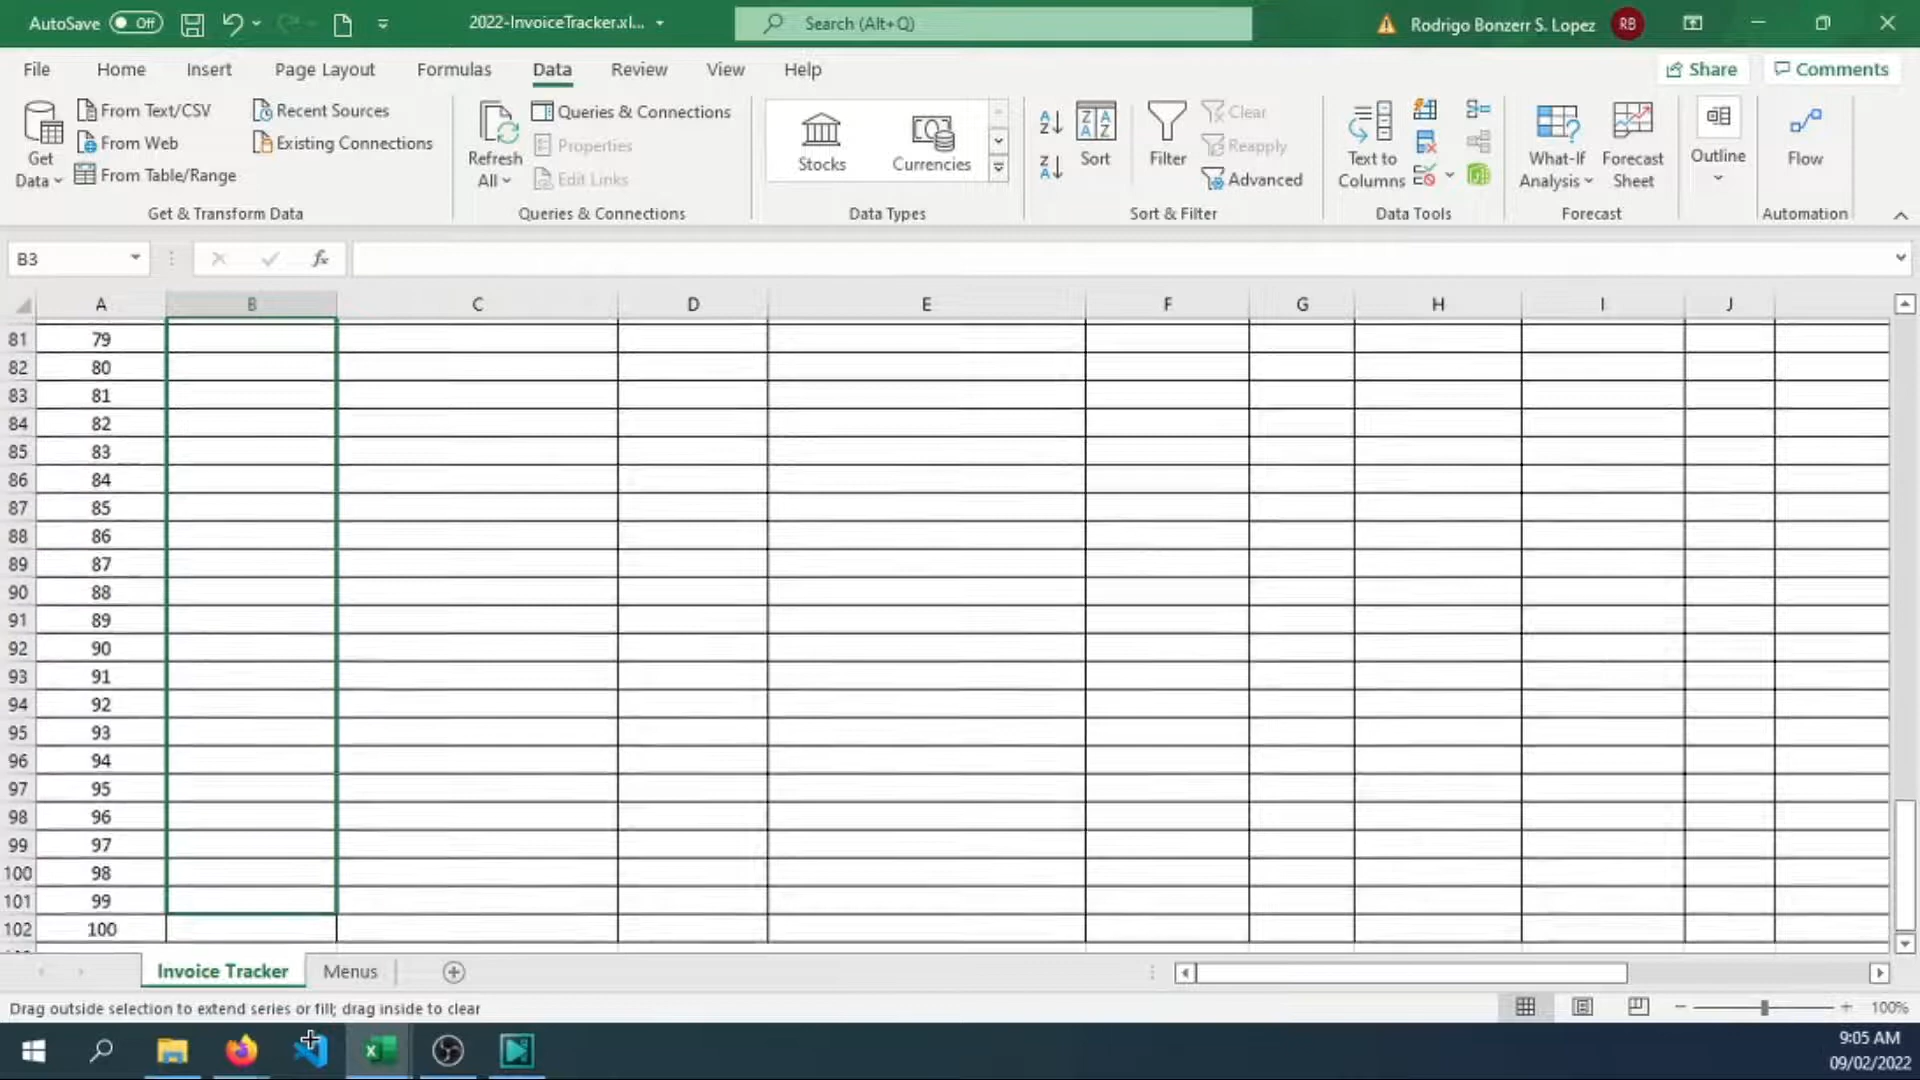 AutoSave Off 2022-InvoiceTracker.xl... Search (Alt+Q) Rodrigo Bonzerr S. Lopez RB
File Home Insert Page Layout Formulas Data Review View Help Share Comments
Get Data
From Text/CSV
From Web
From Table/Range
Recent Sources
Existing Connections
Get & Transform Data
Refresh All
Queries & Connections
Properties
Edit Links
Queries & Connections
Stocks
Currencies
Data Types
Sort
Filter
Clear
Reapply
Advanced
Sort & Filter
Text to Columns
Data Tools
What-If Analysis
Forecast Sheet
Forecast
Outline
Flow
Automation
B3 fx
A B C D E F G H I J
81 79
82 80
83 81
84 82
85 83
86 84
87 85
88 86
89 87
90 88
91 89
92 90
93 91
94 92
95 93
96 94
97 95
98 96
99 97
100 98
101 99
102 100
Invoice Tracker Menus
Drag outside selection to extend series or fill; drag inside to clear 100%
9:05 AM
09/02/2022